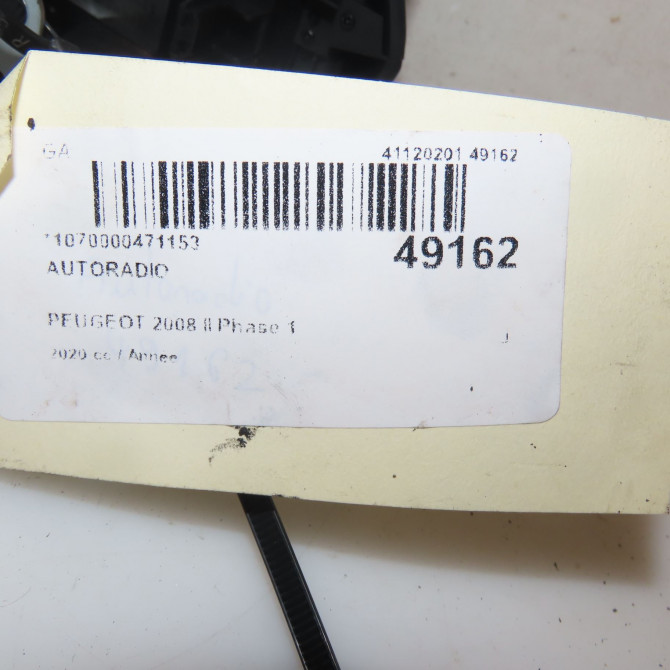 GA 41120201 49162
11070000471153 49162
AUTORADIO
PEUGEOT 2008 II Phase 1
2020 cc / Annee